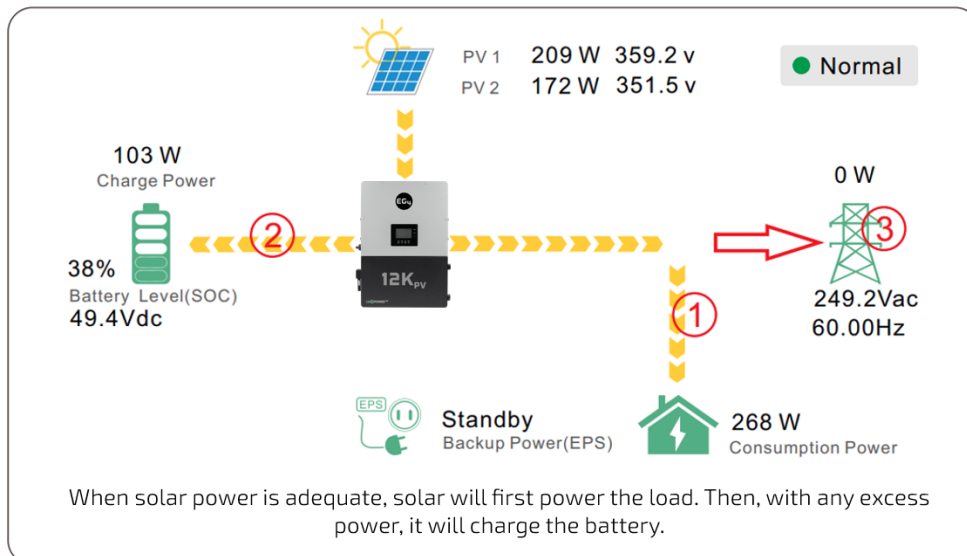 PV 1 209 W 359.2 v
PV 2 172 W 351.5 v
Normal
103 W
Charge Power
38%
Battery Level(SOC)
49.4Vdc
②
EG4
12K PV
①
0 W
③
249.2Vac
60.00Hz
EPS
Standby
Backup Power(EPS)
268 W
Consumption Power
When solar power is adequate, solar will first power the load. Then, with any excess
power, it will charge the battery.